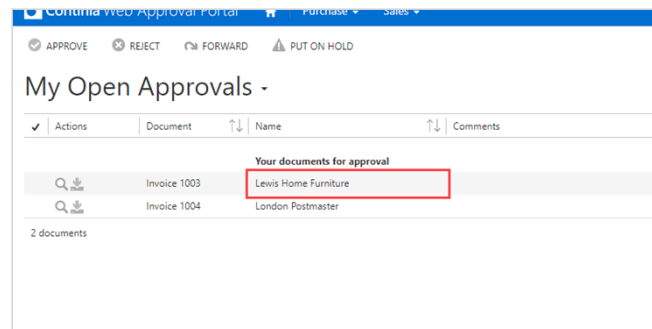 Continia Web Approval Portal Purchase Sales
APPROVE REJECT FORWARD PUT ON HOLD
My Open Approvals
Actions Document Name Comments
Your documents for approval
Invoice 1003 Lewis Home Furniture
Invoice 1004 London Postmaster
2 documents